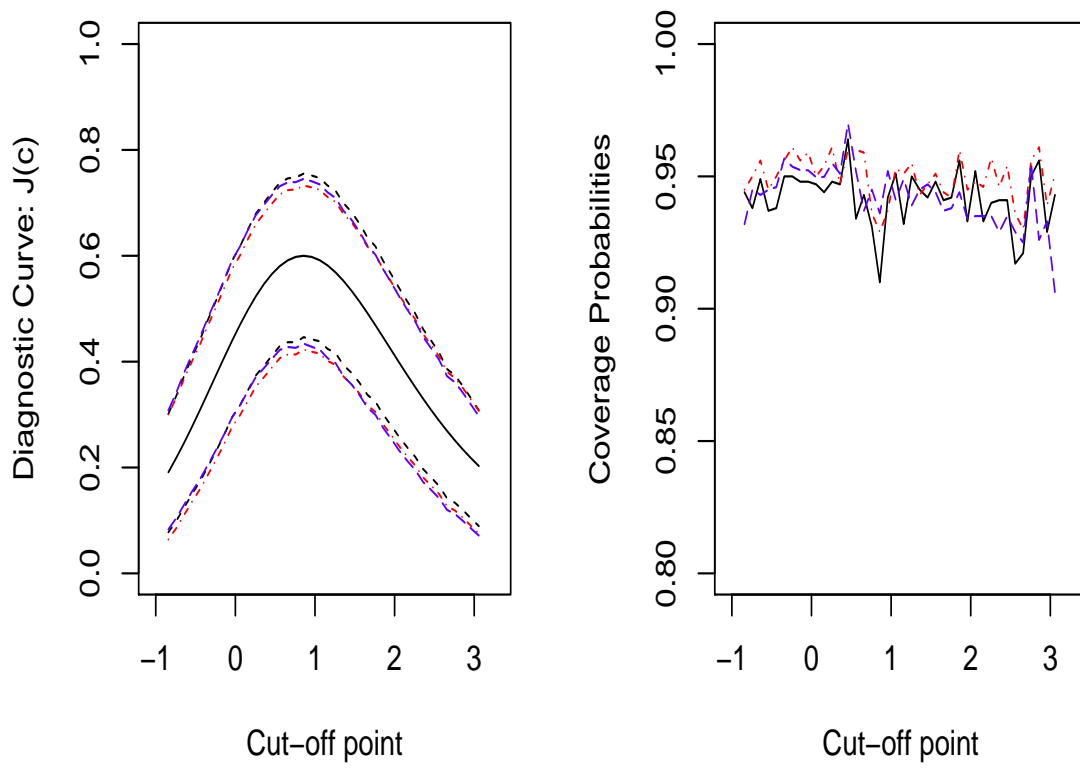 Diagnostic Curve: J(c)
0.0 0.2 0.4 0.6 0.8 1.0
−1 0 1 2 3
Cut−off point
Coverage Probabilities
0.80 0.85 0.90 0.95 1.00
−1 0 1 2 3
Cut−off point